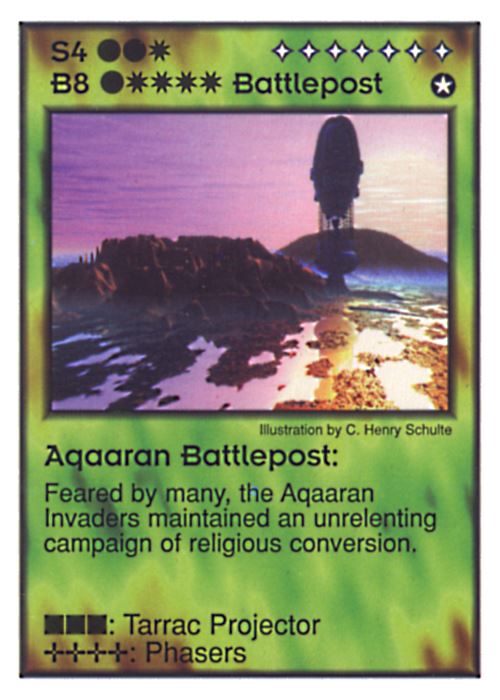 S4
B8 Battlepost
Illustration by C. Henry Schulte
Aqaaran Battlepost:
Feared by many, the Aqaaran
Invaders maintained an unrelenting
campaign of religious conversion.
: Tarrac Projector
: Phasers